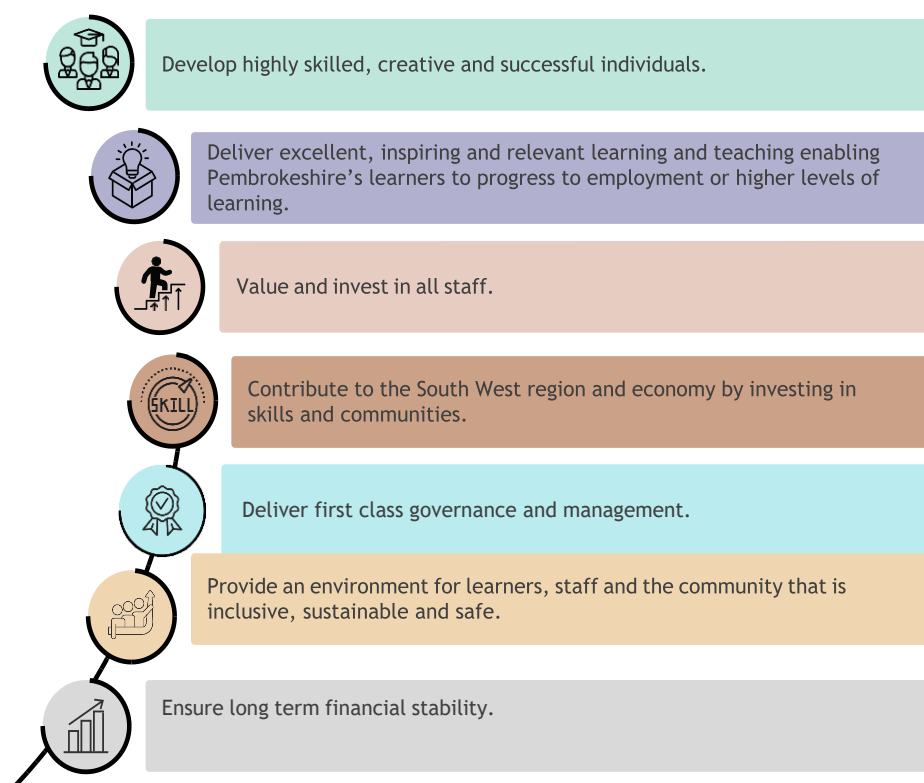 Develop highly skilled, creative and successful individuals.
Deliver excellent, inspiring and relevant learning and teaching enabling
Pembrokeshire’s learners to progress to employment or higher levels of
learning.
Value and invest in all staff.
SKILL
Contribute to the South West region and economy by investing in
skills and communities.
Deliver first class governance and management.
Provide an environment for learners, staff and the community that is
inclusive, sustainable and safe.
Ensure long term financial stability.